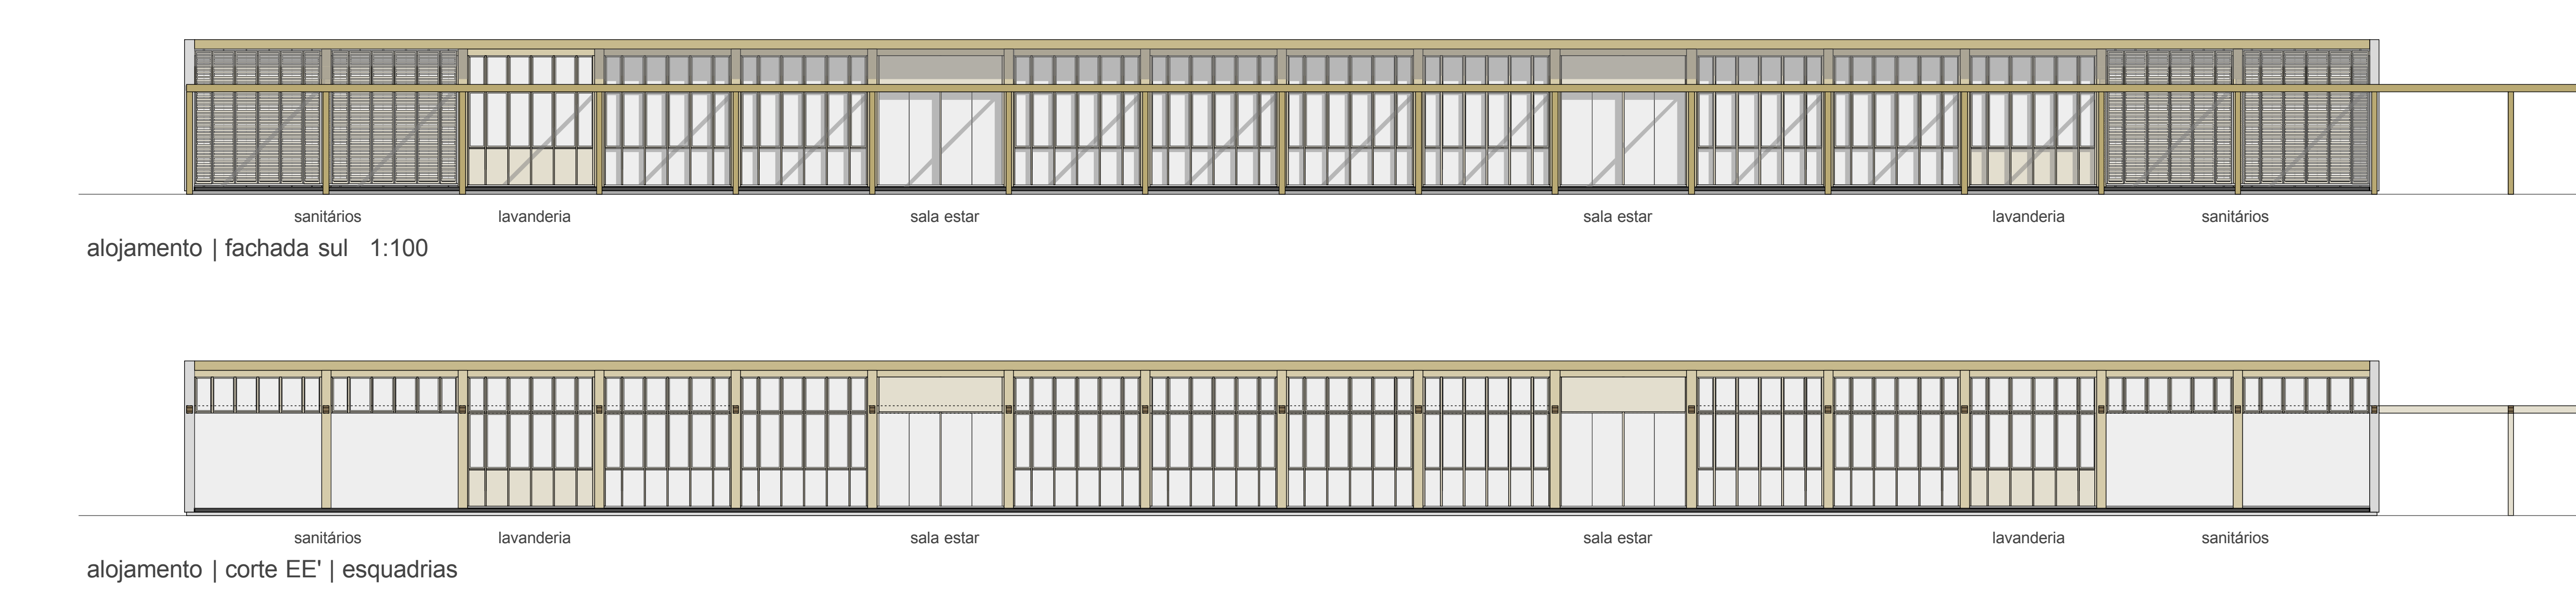 sanitários lavanderia sala estar sala estar lavanderia sanitários
alojamento | fachada sul 1:100
sanitários lavanderia sala estar sala estar lavanderia sanitários
alojamento | corte EE' | esquadrias